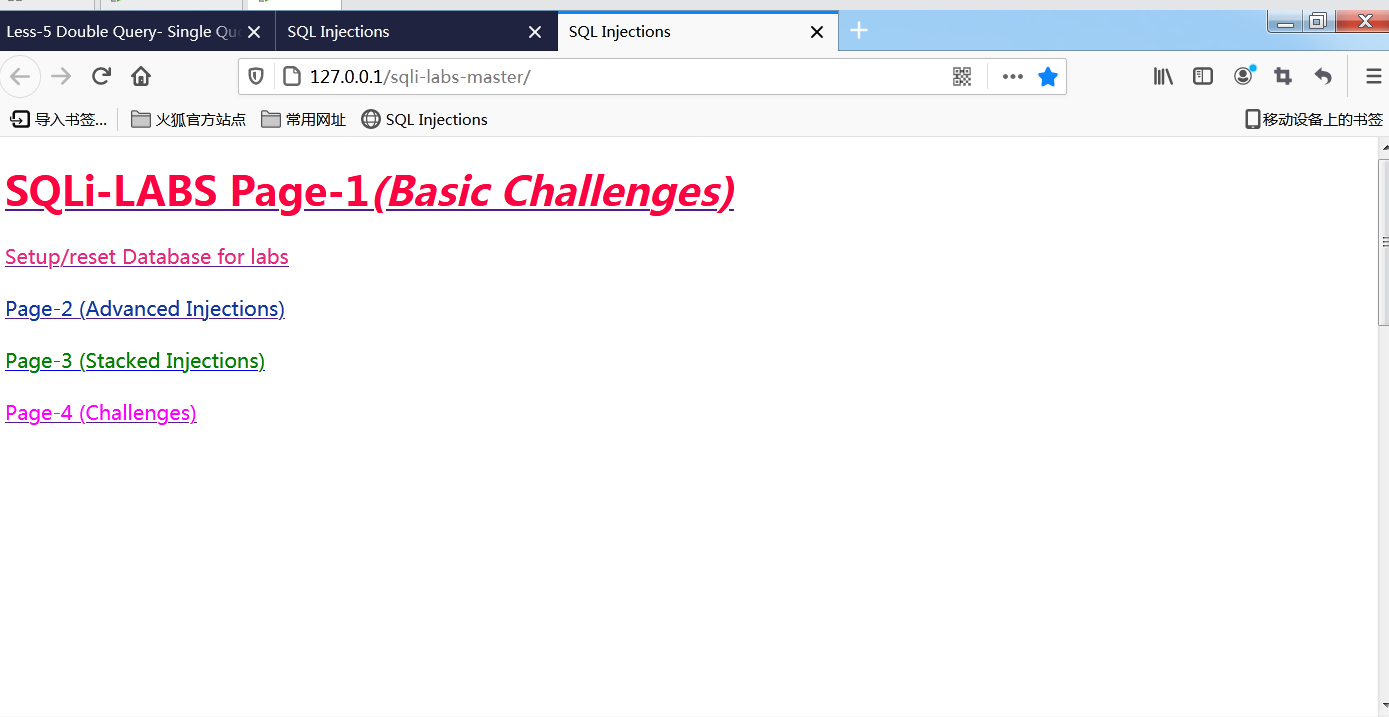 Less-5 Double Query- Single Qu
SQL Injections
SQL Injections
127.0.0.1/sqli-labs-master/
导入书签...
火狐官方站点
常用网址
SQL Injections
移动设备上的书签
SQLi-LABS Page-1(Basic Challenges)
Setup/reset Database for labs
Page-2 (Advanced Injections)
Page-3 (Stacked Injections)
Page-4 (Challenges)